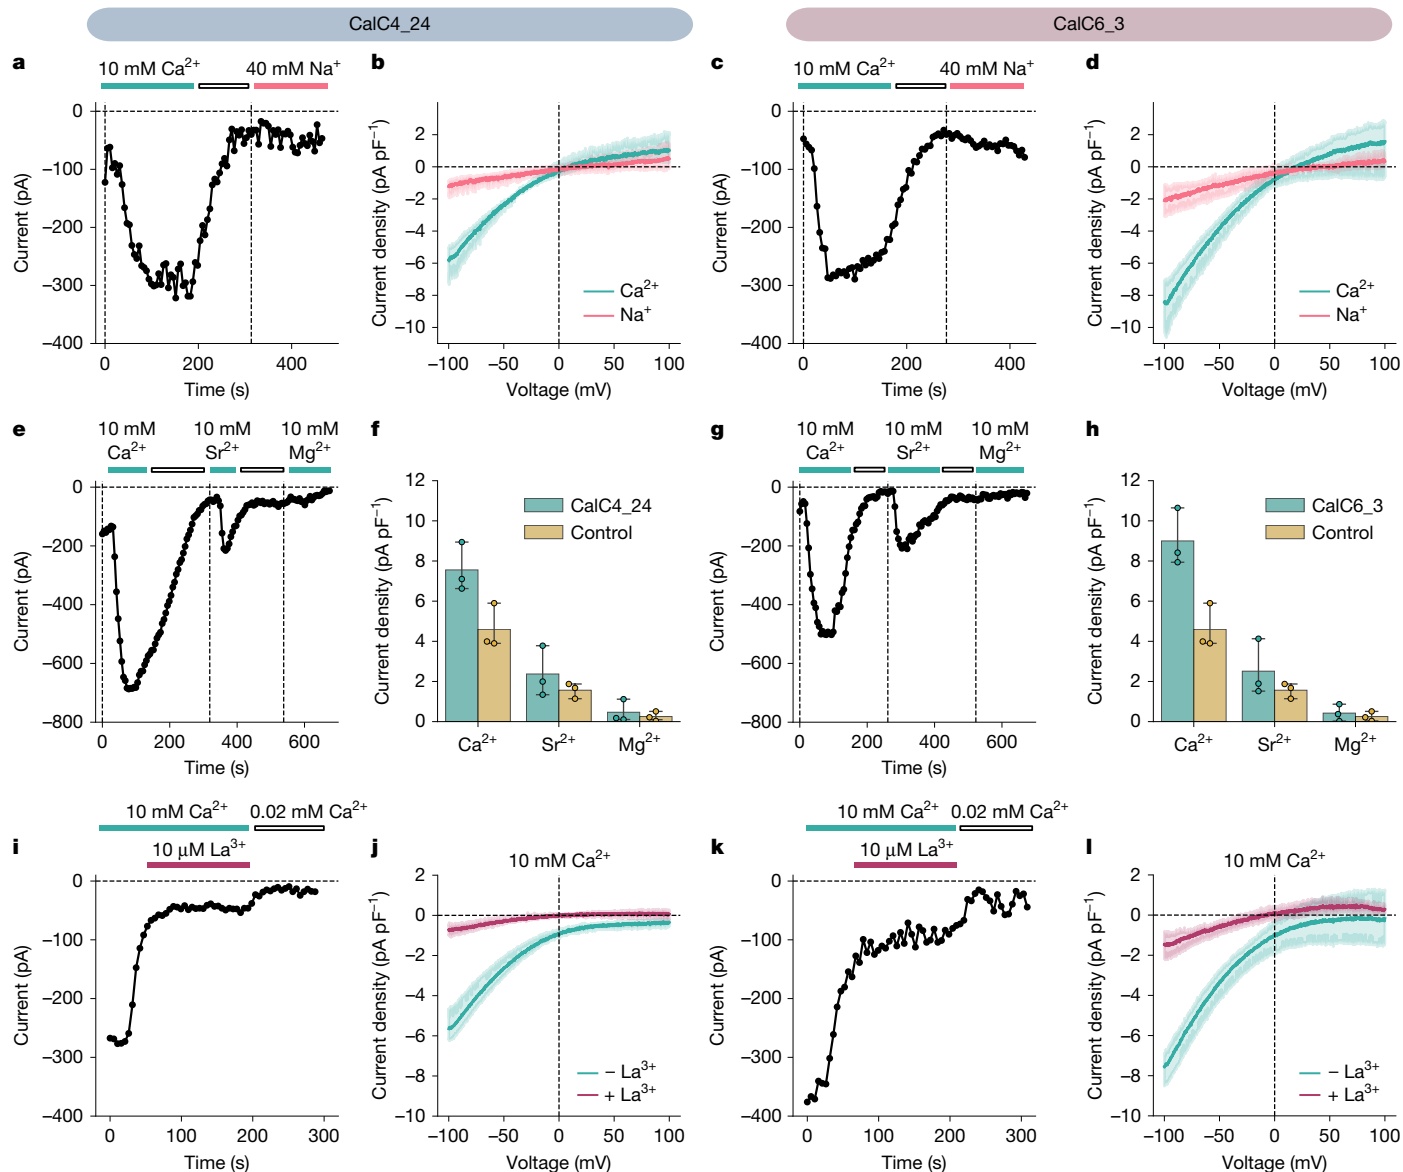 CalC4_24
CalC6_3
a
10 mM Ca²⁺
40 mM Na⁺
0
−100
−200
−300
−400
Current (pA)
0
200
400
Time (s)
b
2
0
−2
−4
−6
−8
−10
Current density (pA pF⁻¹)
Ca²⁺
Na⁺
−100
−50
0
50
100
Voltage (mV)
c
10 mM Ca²⁺
40 mM Na⁺
0
−100
−200
−300
−400
Current (pA)
0
200
400
Time (s)
d
2
0
−2
−4
−6
−8
−10
Current density (pA pF⁻¹)
Ca²⁺
Na⁺
−100
−50
0
50
100
Voltage (mV)
e
10 mM
10 mM
10 mM
Ca²⁺
Sr²⁺
Mg²⁺
0
−200
−400
−600
−800
Current (pA)
0
200
400
600
Time (s)
f
12
10
8
6
4
2
0
Current density (pA pF⁻¹)
CalC4_24
Control
Ca²⁺
Sr²⁺
Mg²⁺
g
10 mM
10 mM
10 mM
Ca²⁺
Sr²⁺
Mg²⁺
0
−200
−400
−600
−800
Current (pA)
0
200
400
600
Time (s)
h
12
10
8
6
4
2
0
Current density (pA pF⁻¹)
CalC6_3
Control
Ca²⁺
Sr²⁺
Mg²⁺
i
10 mM Ca²⁺
0.02 mM Ca²⁺
10 µM La³⁺
0
−100
−200
−300
−400
Current (pA)
0
100
200
300
Time (s)
j
10 mM Ca²⁺
2
0
−2
−4
−6
−8
−10
Current density (pA pF⁻¹)
− La³⁺
+ La³⁺
−100
−50
0
50
100
Voltage (mV)
k
10 mM Ca²⁺
0.02 mM Ca²⁺
10 µM La³⁺
0
−100
−200
−300
−400
Current (pA)
0
100
200
300
Time (s)
l
10 mM Ca²⁺
2
0
−2
−4
−6
−8
−10
Current density (pA pF⁻¹)
− La³⁺
+ La³⁺
−100
−50
0
50
100
Voltage (mV)